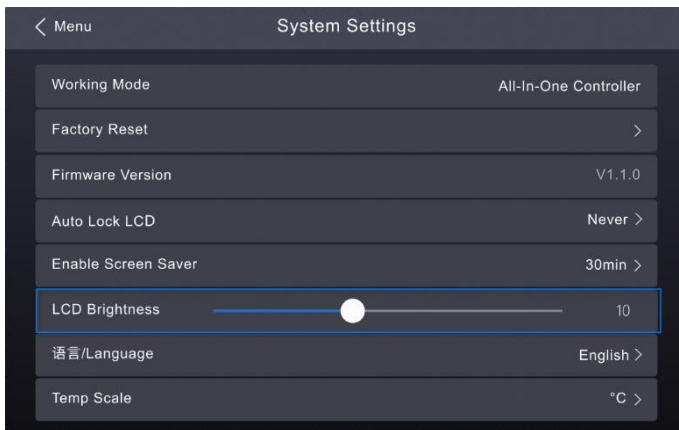 Menu
System Settings
Working Mode
All-In-One Controller
Factory Reset
Firmware Version
V1.1.0
Auto Lock LCD
Never
Enable Screen Saver
30min
LCD Brightness
10
语言/Language
English
Temp Scale
°C